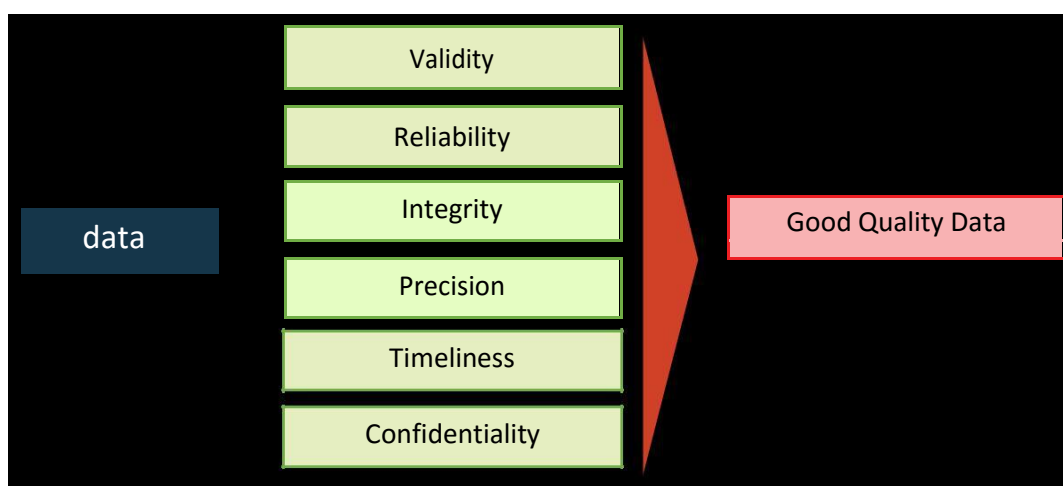 data
Validity
Reliability
Integrity
Precision
Timeliness
Confidentiality
Good Quality Data